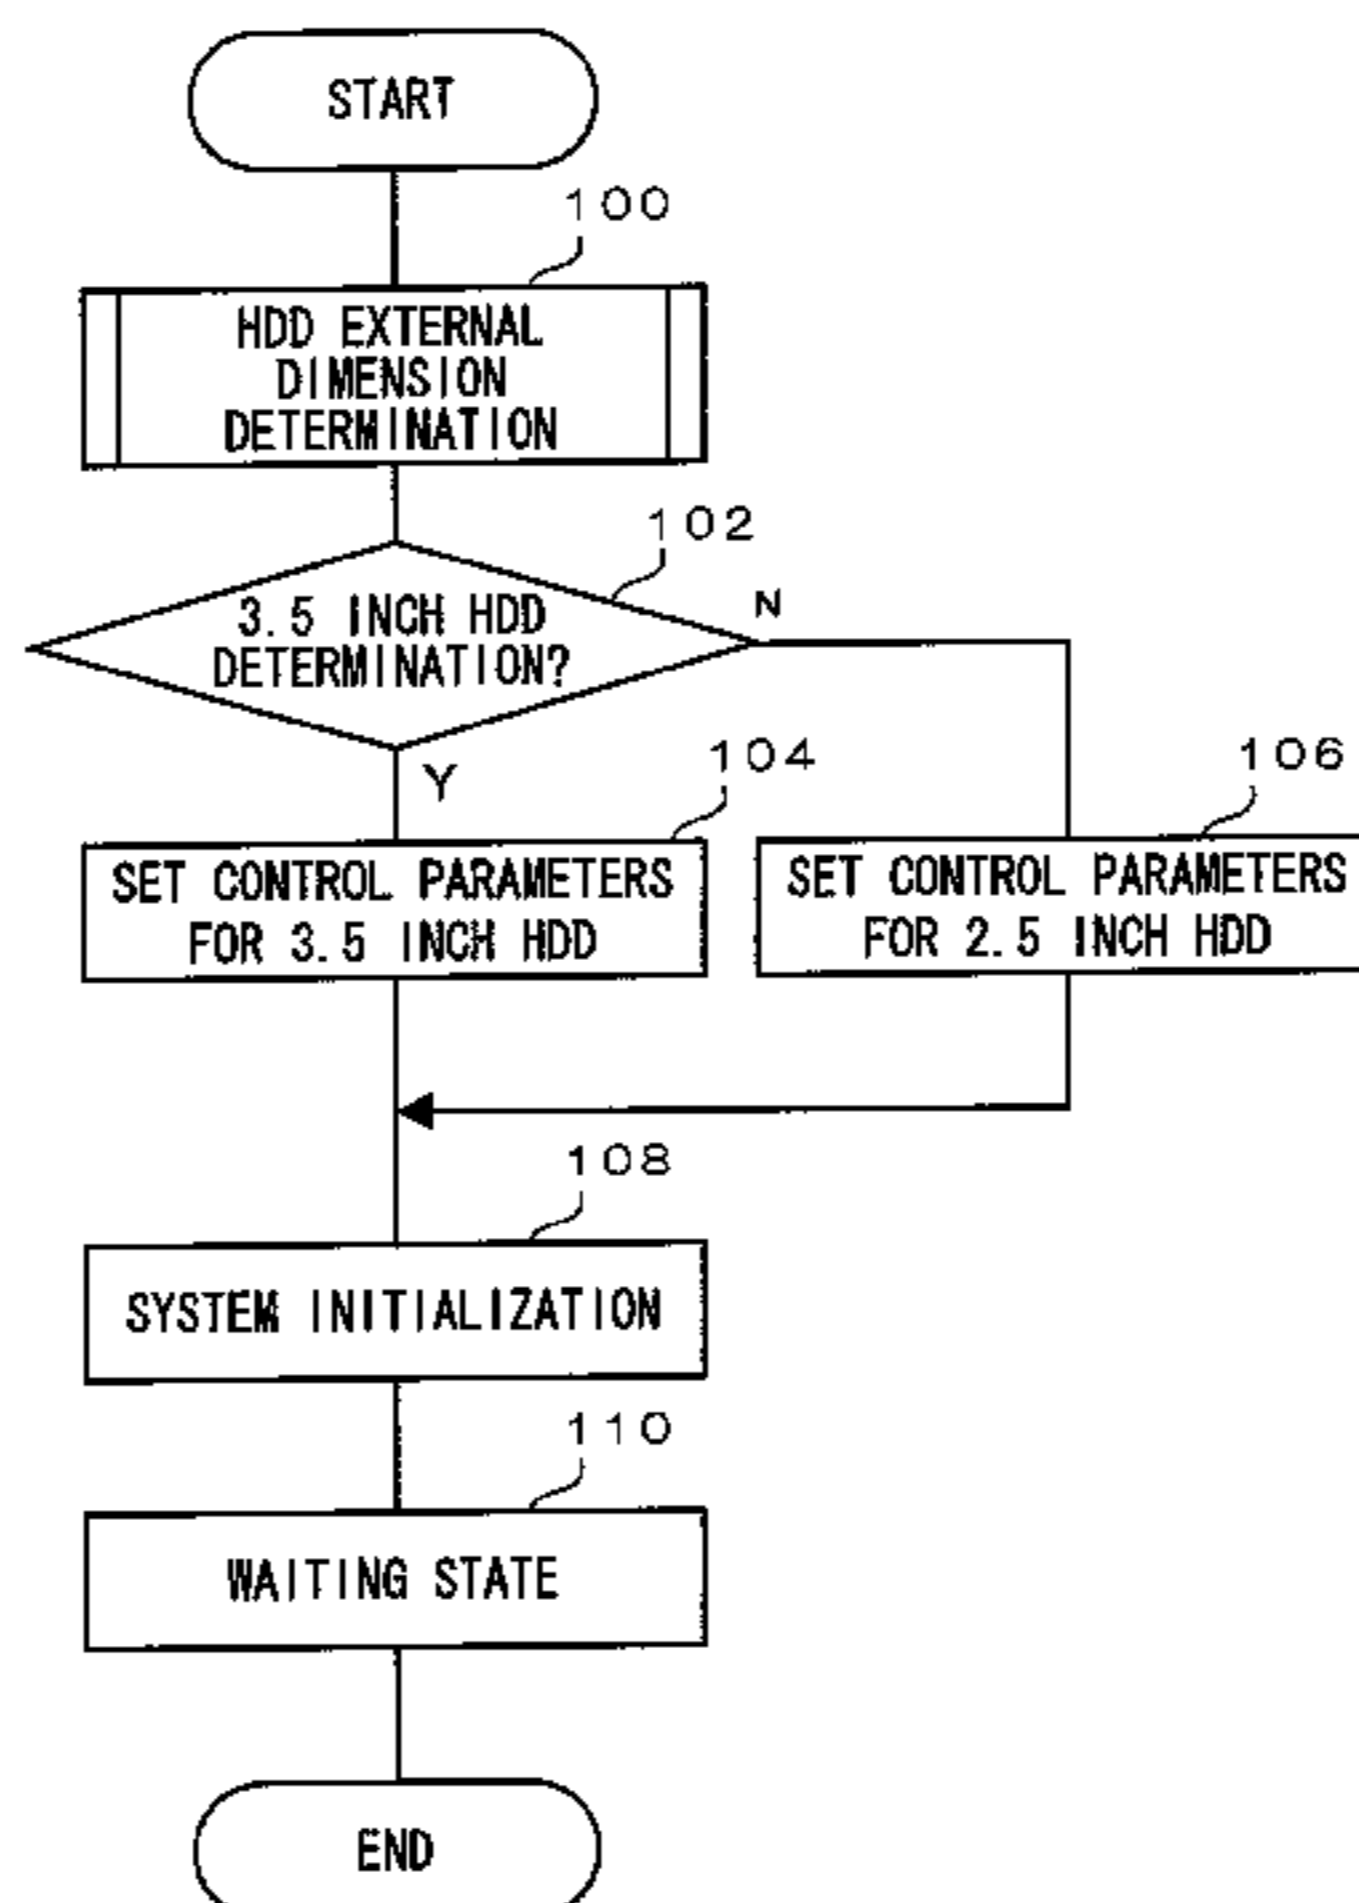 START
100
HDD EXTERNAL
DIMENSION
DETERMINATION
102
3.5 INCH HDD
DETERMINATION?
N
Y
104
SET CONTROL PARAMETERS
FOR 3.5 INCH HDD
106
SET CONTROL PARAMETERS
FOR 2.5 INCH HDD
108
SYSTEM INITIALIZATION
110
WAITING STATE
END